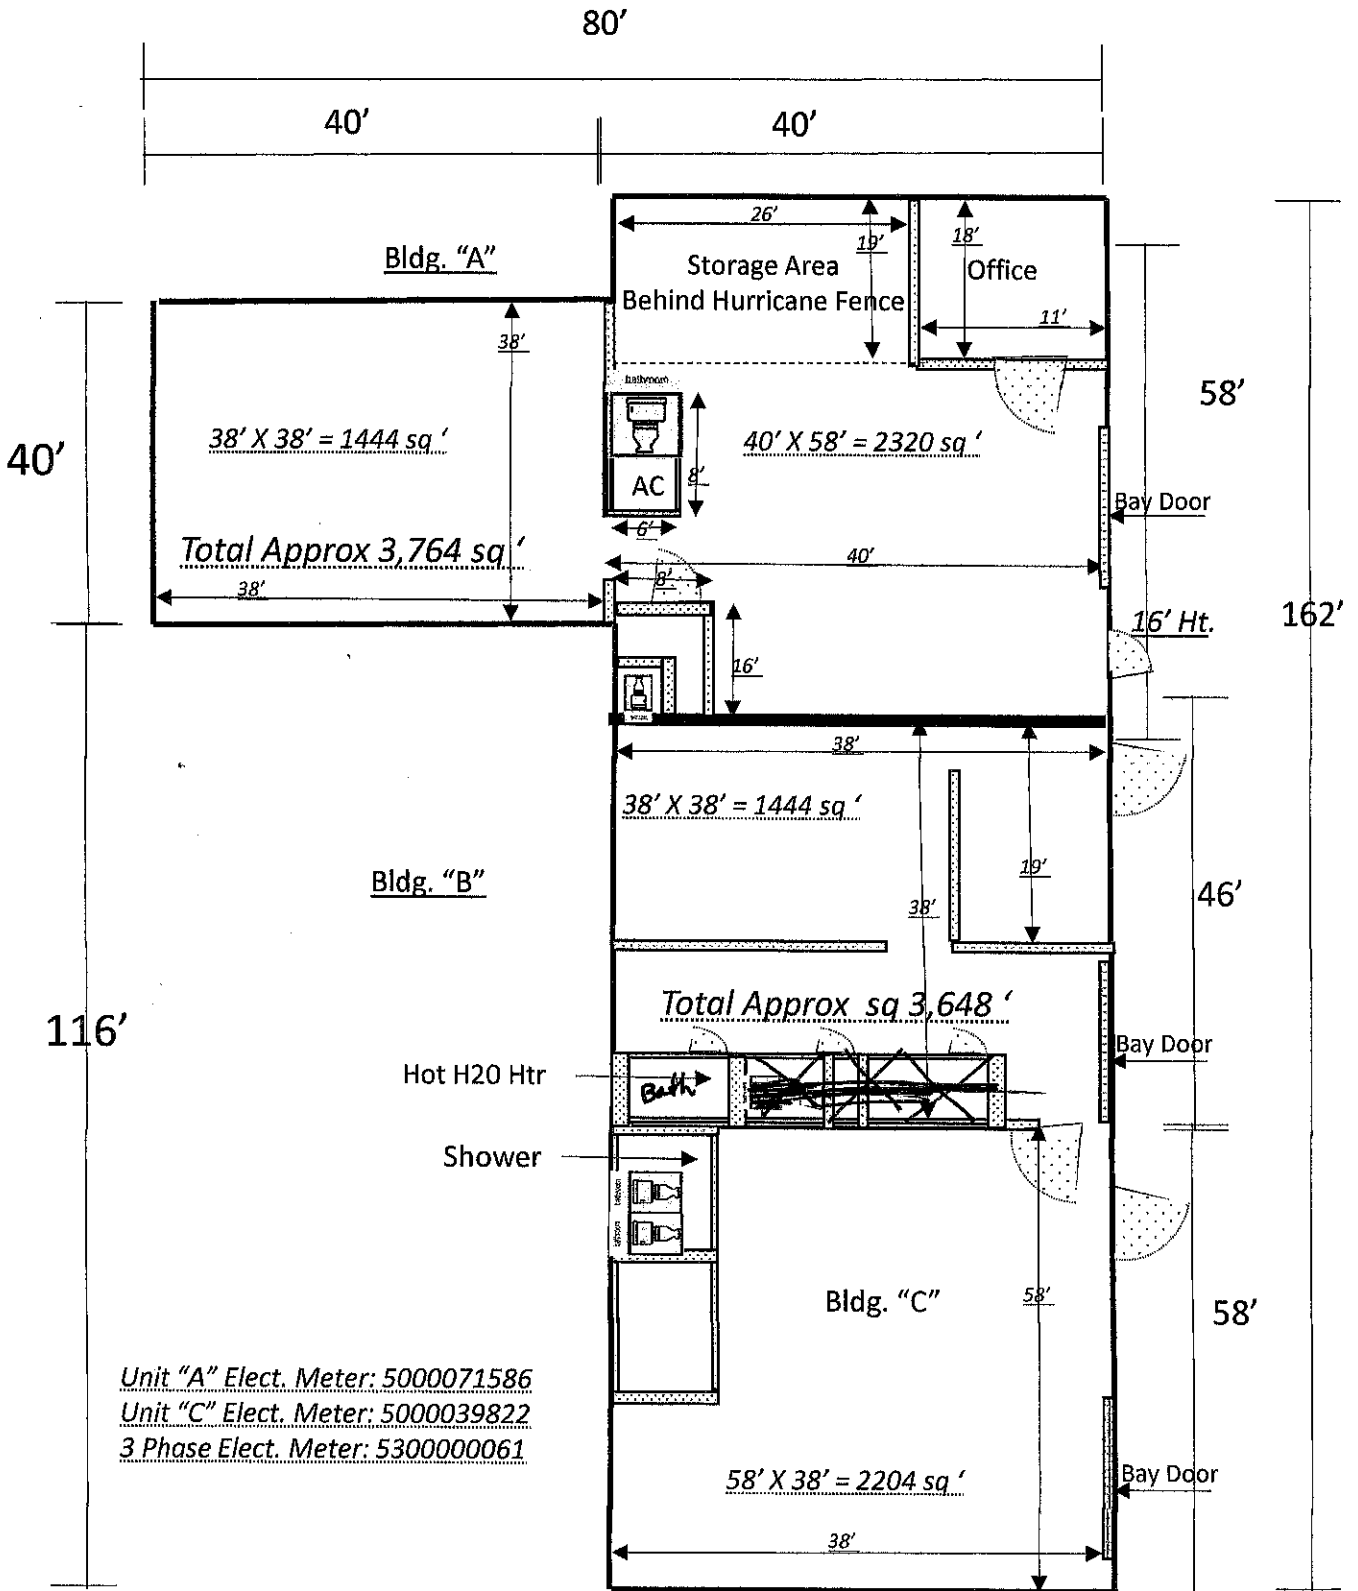 80’
40’
40’
26’
19’
18’
Bldg. “A”
Storage Area
Behind Hurricane Fence
Office
11’
38’
bathroom
58’
40’
38’ X 38’ = 1444 sq ‘
40’ X 58’ = 2320 sq ‘
8’
AC
Bay Door
6’
Total Approx 3,764 sq ‘
40’
8’
38’
162’
16’ Ht.
16’
38’
38’ X 38’ = 1444 sq ‘
19’
Bldg. “B”
46’
38’
Total Approx sq 3,648 ‘
116’
Bay Door
Hot H20 Htr
Bath
Shower
bathroom
bathroom
Bldg. “C”
58’
58’
Unit “A” Elect. Meter: 5000071586
Unit “C” Elect. Meter: 5000039822
3 Phase Elect. Meter: 5300000061
58’ X 38’ = 2204 sq ‘
Bay Door
38’